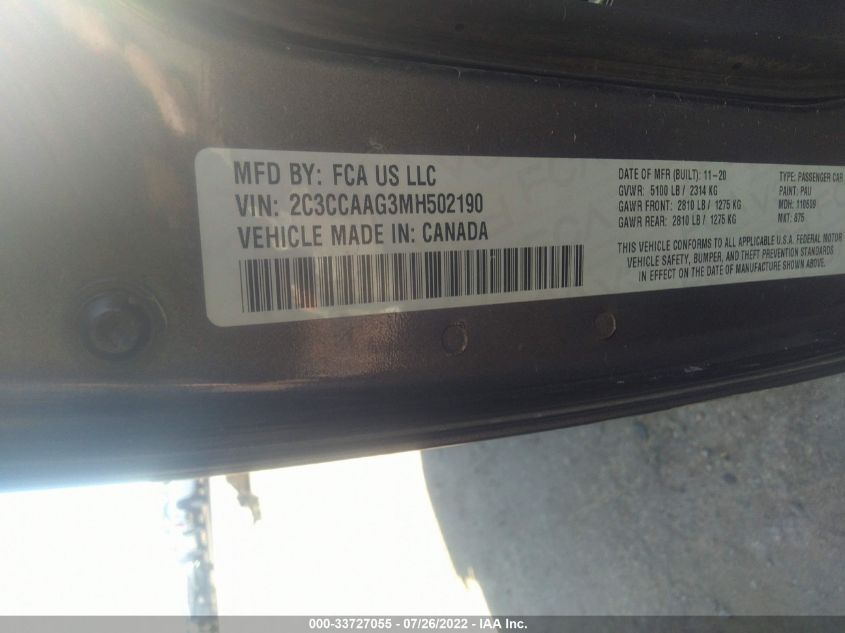 MFD BY: FCA US LLC
VIN: 2C3CCAAG3MH502190
VEHICLE MADE IN: CANADA
DATE OF MFR (BUILT): 11-20
GVWR: 5100 LB / 2314 KG
GAWR FRONT: 2810 LB / 1275 KG
GAWR REAR: 2810 LB / 1275 KG
TYPE: PASSENGER CAR
PAINT: PAU
MDH:
MKT:
THIS VEHICLE CONFORMS TO ALL APPLICABLE U.S.A. FEDERAL MOTOR
VEHICLE SAFETY, BUMPER, AND THEFT PREVENTION STANDARDS
IN EFFECT ON THE DATE OF MANUFACTURE SHOWN ABOVE.
000-33727055 - 07/26/2022 - IAA Inc.